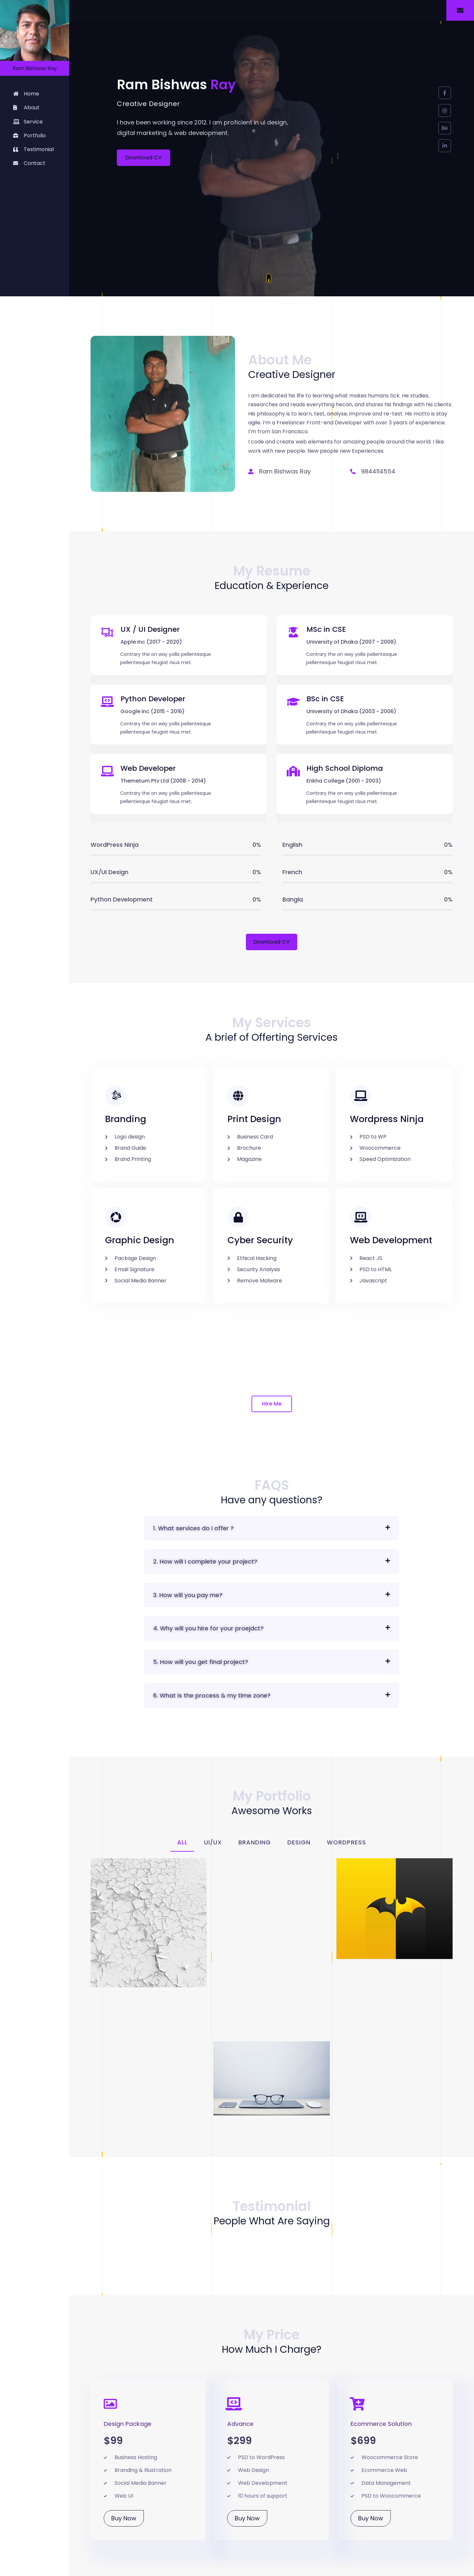 Ram Bishwas Ray
Home
About
Service
Portfolio
Testimonial
Contact
Ram Bishwas Ray
Creative Designer
I have been working since 2012. I am proficient in ui design,
digital marketing & web development.
Download CV
About Me
Creative Designer
I am dedicated his life to learning what makes humans tick. He studies,
researches and reads everything hecan, and shares his findings with his clients.
His philosophy is to learn, test, analyse, improve and re-test. His motto is stay
agile. I'm a Freelancer Front-end Developer with over 3 years of experience.
I'm from San Francisco.
I code and create web elements for amazing people around the world. I like
work with new people. New people new Experiences.
Ram Bishwas Ray
9844114554
My Resume
Education & Experience
UX / UI Designer
Apple Inc (2017 - 2020)
Contrary the on way yollis pellentesque
pellentesque feugiat risus met.
MSc in CSE
University of Dhaka (2007 - 2008)
Contrary the on way yollis pellentesque
pellentesque feugiat risus met.
Python Developer
Google Inc (2015 - 2016)
Contrary the on way yollis pellentesque
pellentesque feugiat risus met.
BSc in CSE
University of Dhaka (2003 - 2006)
Contrary the on way yollis pellentesque
pellentesque feugiat risus met.
Web Developer
Themetum Ptv Ltd (2008 - 2014)
Contrary the on way yollis pellentesque
pellentesque feugiat risus met.
High School Diploma
Enkha College (2001 - 2003)
Contrary the on way yollis pellentesque
pellentesque feugiat risus met.
WordPress Ninja 0%
English 0%
UX/UI Design 0%
French 0%
Python Development 0%
Bangla 0%
Download CV
My Services
A brief of Offerting Services
Branding
Logo design
Brand Guide
Brand Printing
Print Design
Business Card
Brochure
Magazine
Wordpress Ninja
PSD to WP
Woocommerce
Speed Optimization
Graphic Design
Package Design
Email Signature
Social Media Banner
Cyber Security
Ethical Hacking
Security Analysis
Remove Malware
Web Development
React JS
PSD to HTML
Javascript
Hire Me
FAQS
Have any questions?
1. What services do I offer ?
2. How will I complete your project?
3. How will you pay me?
4. Why will you hire for your proejdct?
5. How will you get final project?
6. What is the process & my time zone?
My Portfolio
Awesome Works
ALL
UI/UX
BRANDING
DESIGN
WORDPRESS
Testimonial
People What Are Saying
My Price
How Much I Charge?
Design Package
$99
Business Hosting
Branding & Illustration
Social Media Banner
Web UI
Buy Now
Advance
$299
PSD to WordPress
Web Design
Web Development
10 hours of support
Buy Now
Ecommerce Solution
$699
Woocommerce Store
Ecommerce Web
Data Management
PSD to Woocommerce
Buy Now